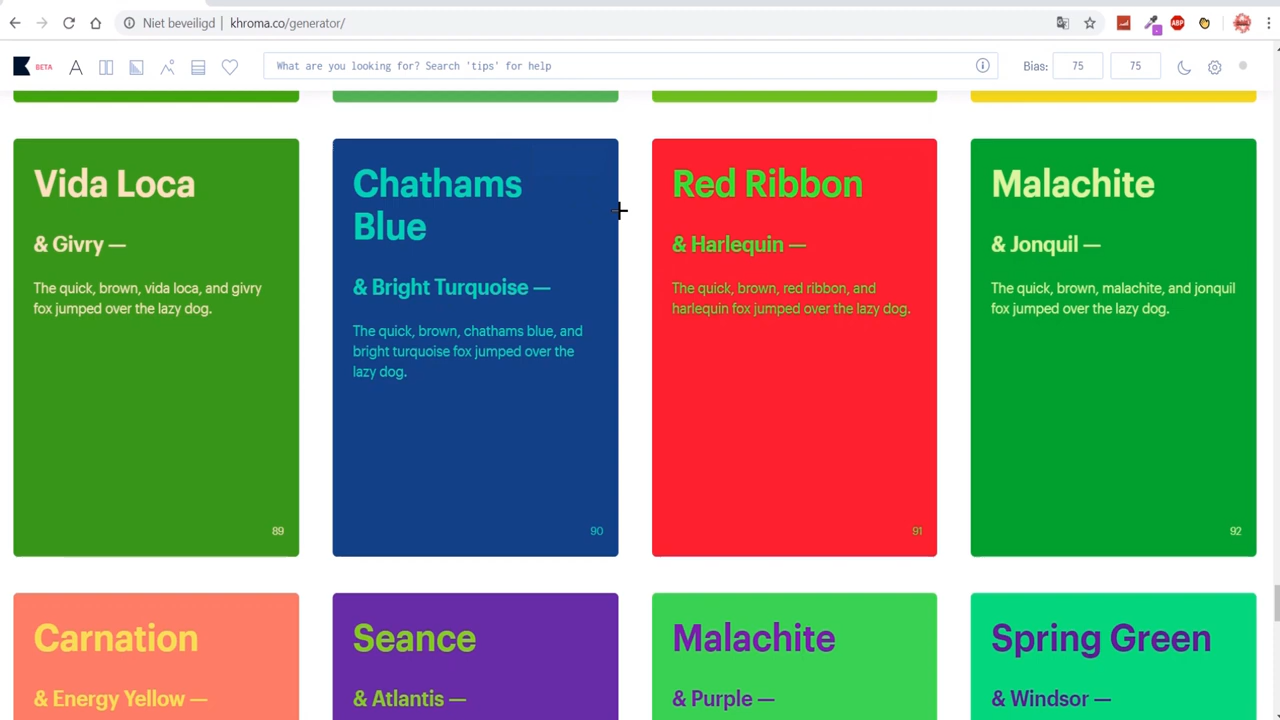 Niet beveiligd | khroma.co/generator/
ABP
BETA
What are you looking for? Search 'tips' for help
Bias: 75 75
Vida Loca
& Givry —
The quick, brown, vida loca, and givry
fox jumped over the lazy dog.
89
Chathams
Blue
& Bright Turquoise —
The quick, brown, chathams blue, and
bright turquoise fox jumped over the
lazy dog.
90
Red Ribbon
& Harlequin —
The quick, brown, red ribbon, and
harlequin fox jumped over the lazy dog.
91
Malachite
& Jonquil —
The quick, brown, malachite, and jonquil
fox jumped over the lazy dog.
92
Carnation
& Energy Yellow —
Seance
& Atlantis —
Malachite
& Purple —
Spring Green
& Windsor —